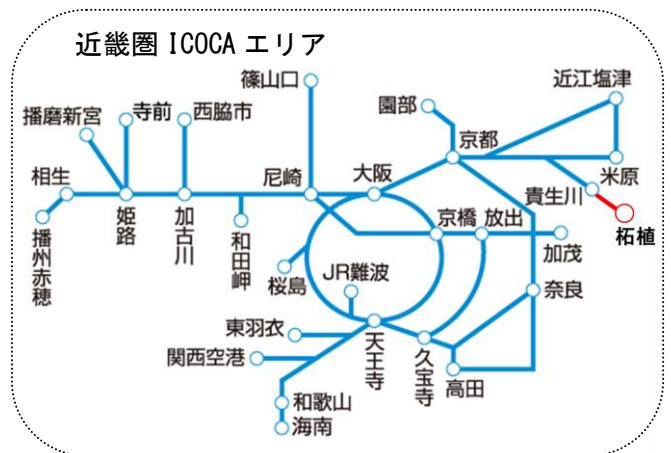 近畿圏 ICOCA エリア
篠山口
近江塩津
園部
播磨新宮
寺前
西脇市
京都
相生
尼崎
大阪
米原
貴生川
柘植
姫路
加古川
和田岬
京橋
放出
加茂
播州赤穂
桜島
JR難波
奈良
東羽衣
関西空港
天王寺
久宝寺
高田
和歌山
海南